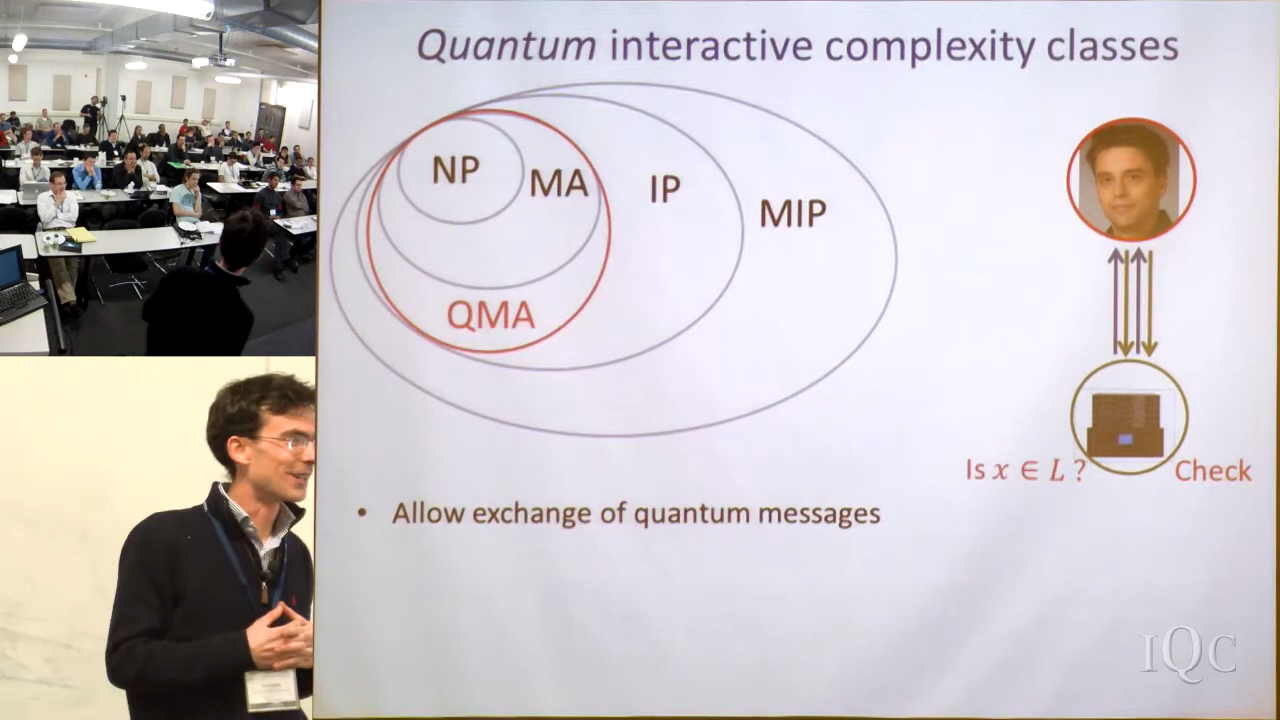 Quantum interactive complexity classes
NP
MA
IP
MIP
QMA
Is x ∈ L ?
Check
• Allow exchange of quantum messages
IQC